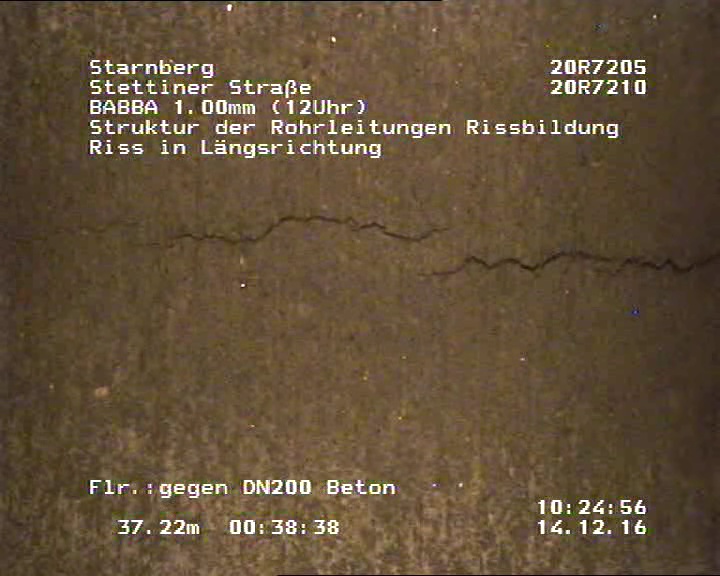 Starnberg 20R7205
Stettiner Straße 20R7210
BABBA 1.00mm (12Uhr)
Struktur der Rohrleitungen Rissbildung
Riss in Längsrichtung
Flr.:gegen DN200 Beton
10:24:56
37.22m 00:38:38 14.12.16